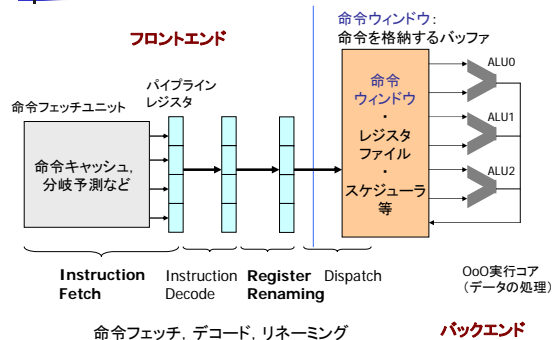 フロントエンド
命令ウィンドウ:
命令を格納するバッファ
パイプライン
レジスタ
命令フェッチユニット
命令キャッシュ,
分岐予測など
命令
ウィンドウ
・
レジスタ
ファイル
・
スケジューラ
等
ALU0
ALU1
ALU2
Instruction
Fetch
Instruction
Decode
Register
Renaming
Dispatch
OoO実行コア
(データの処理)
命令フェッチ, デコード, リネーミング
バックエンド